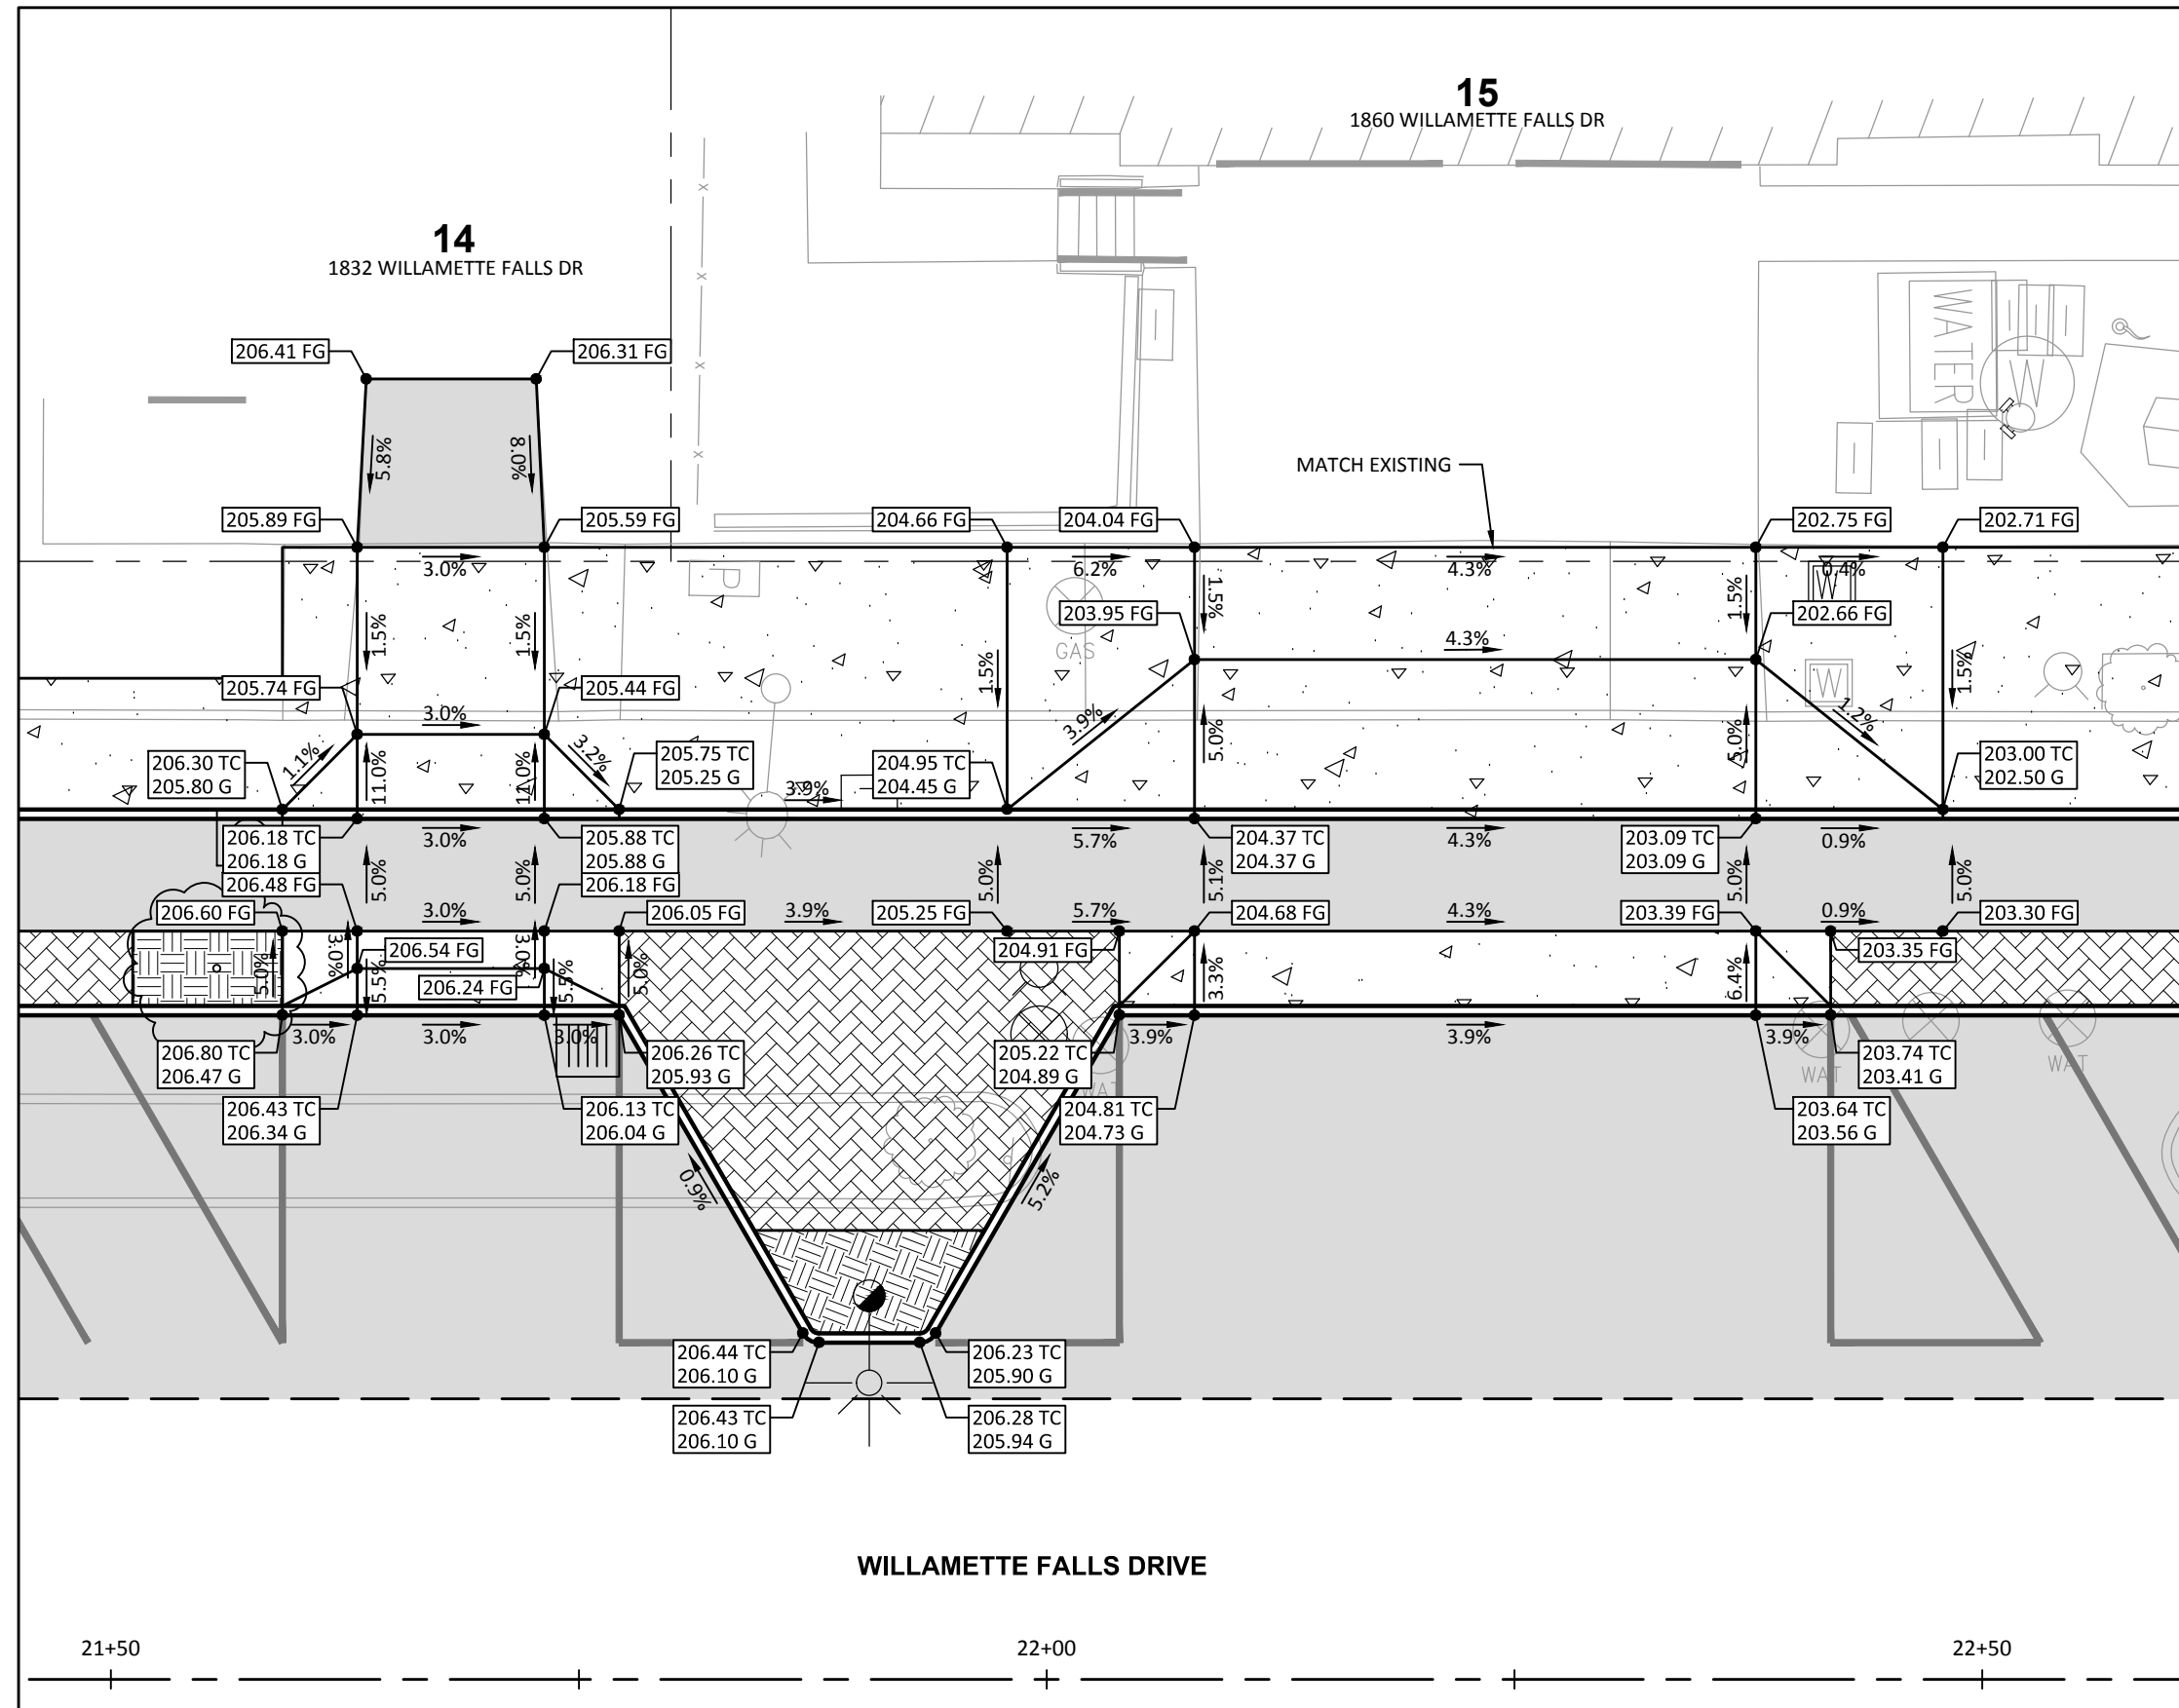 15
1860 WILLAMETTE FALLS DR
14
1832 WILLAMETTE FALLS DR
WATER
W
206.41 FG
206.31 FG
5.8%
8.0%
MATCH EXISTING
205.89 FG
205.59 FG
204.66 FG
204.04 FG
202.75 FG
202.71 FG
3.0%
6.2%
4.3%
0.4%
P
W
GAS
1.5%
1.5%
1.5%
1.5%
1.5%
1.5%
203.95 FG
202.66 FG
4.3%
W
205.74 FG
205.44 FG
3.0%
1.1%
3.2%
3.9%
1.2%
206.30 TC
205.80 G
11.0%
11.0%
205.75 TC
205.25 G
3.9%
204.95 TC
204.45 G
5.0%
5.0%
203.00 TC
202.50 G
206.18 TC
206.18 G
3.0%
205.88 TC
205.88 G
5.7%
204.37 TC
204.37 G
4.3%
203.09 TC
203.09 G
0.9%
206.48 FG
5.0%
5.0%
206.18 FG
5.0%
5.1%
5.0%
5.0%
206.60 FG
3.0%
206.05 FG
3.9%
205.25 FG
5.7%
204.68 FG
4.3%
203.39 FG
0.9%
203.30 FG
5.0%
3.0%
206.54 FG
3.0%
5.0%
204.91 FG
203.35 FG
5.5%
206.24 FG
5.5%
3.3%
6.4%
3.0%
3.0%
3.0%
3.9%
3.9%
3.9%
206.80 TC
206.47 G
206.26 TC
205.93 G
205.22 TC
204.89 G
203.74 TC
203.41 G
WAT
WAT
WAT
206.43 TC
206.34 G
206.13 TC
206.04 G
204.81 TC
204.73 G
203.64 TC
203.56 G
0.9%
5.2%
206.44 TC
206.10 G
206.23 TC
205.90 G
206.43 TC
206.10 G
206.28 TC
205.94 G
WILLAMETTE FALLS DRIVE
21+50
22+00
22+50